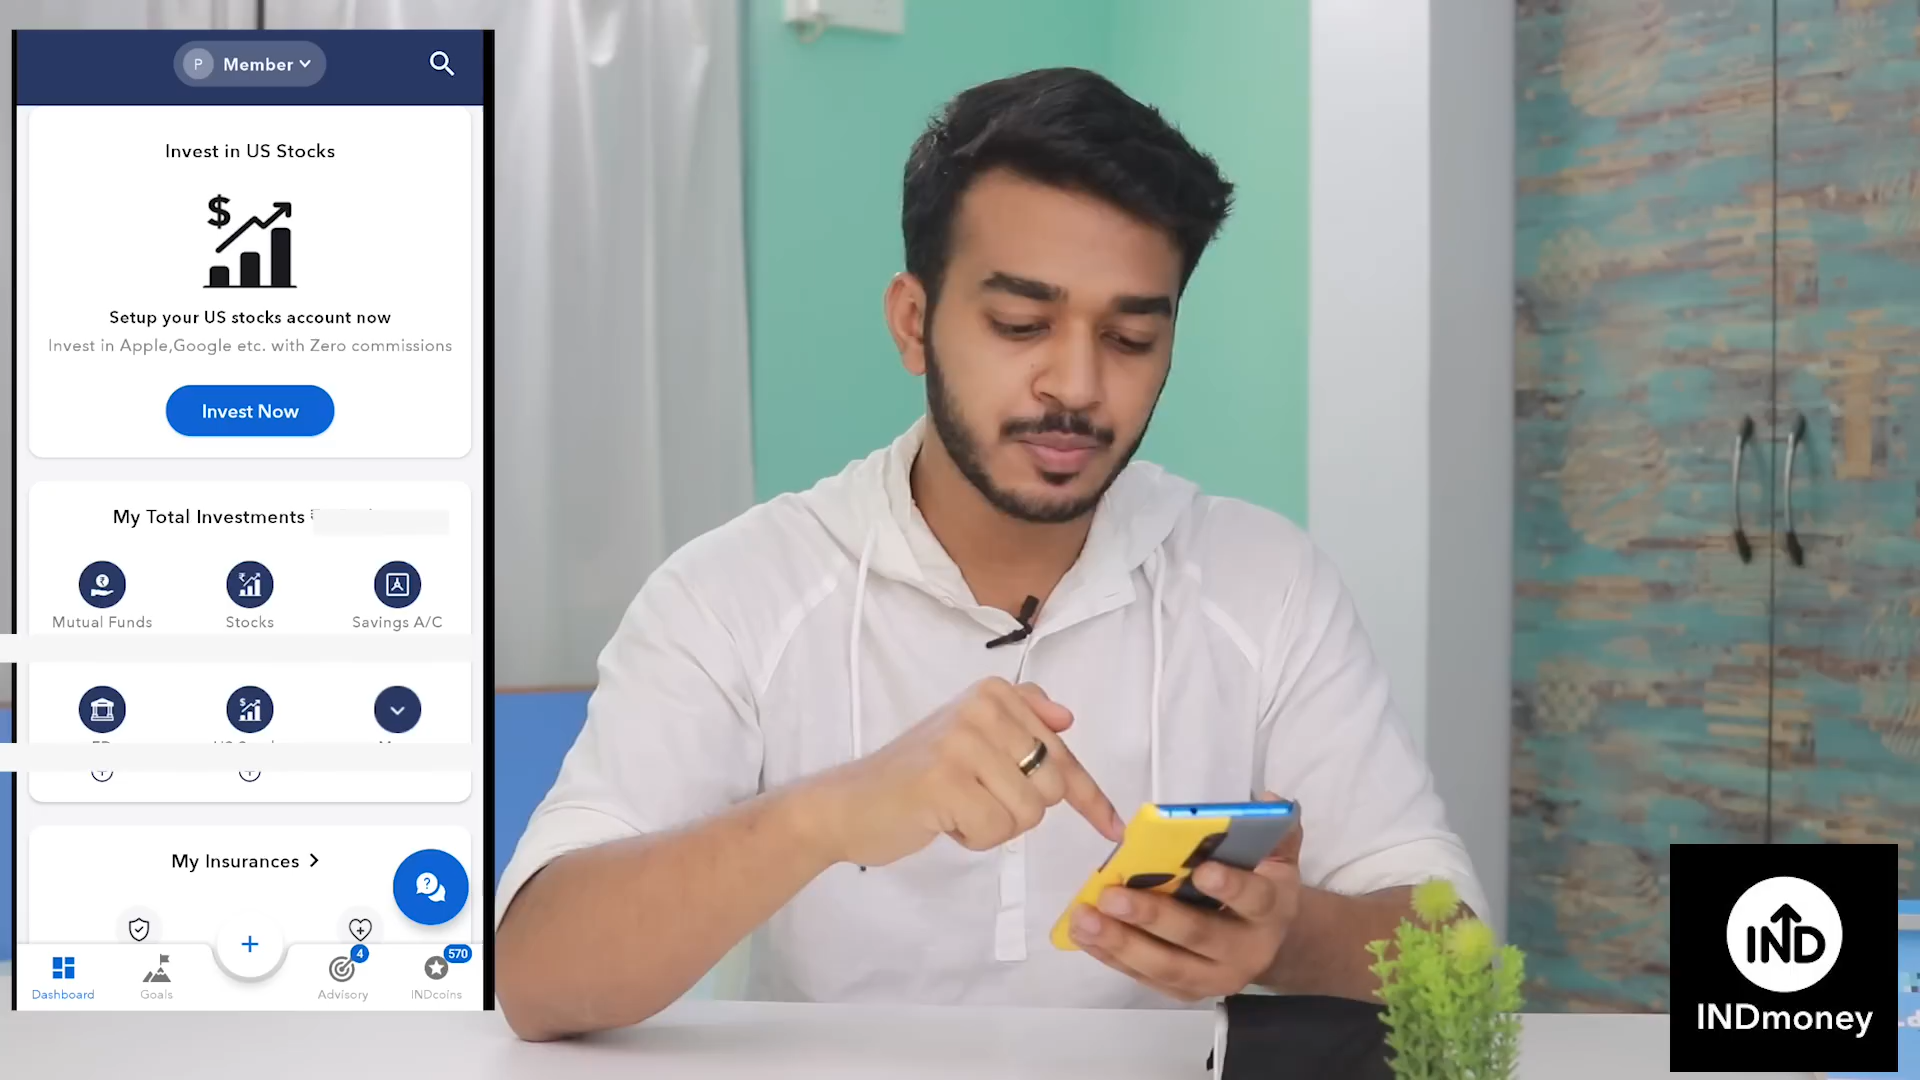 P Member
Invest in US Stocks
Setup your US stocks account now
Invest in Apple,Google etc. with Zero commissions
Invest Now
My Total Investments
Mutual Funds Stocks Savings A/C
My Insurances
4 570
Dashboard Goals Advisory INDcoins
IND
INDmoney